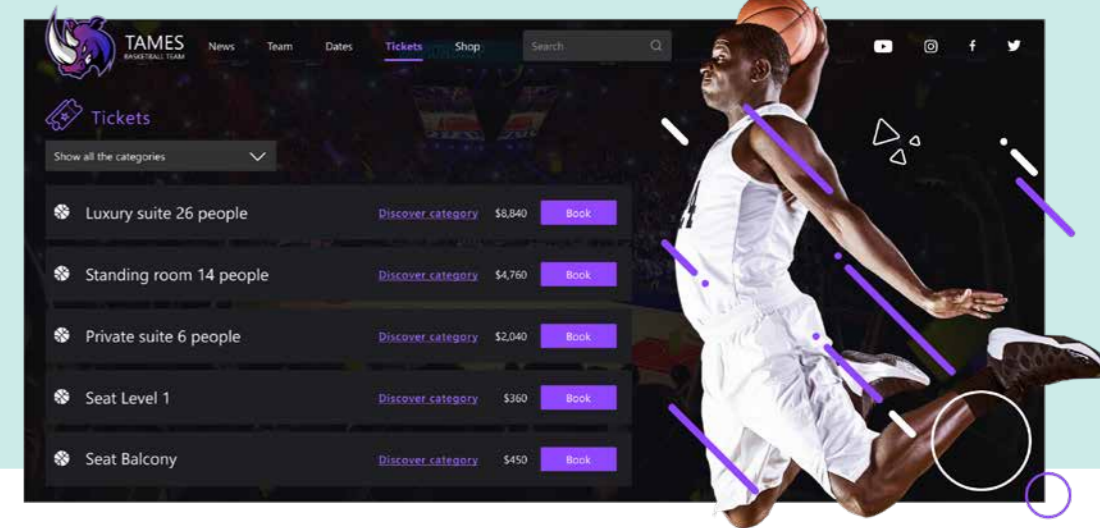 TAMES
BASKETBALL TEAM
News Team Dates Tickets Shop Search
Tickets
Show all the categories
Luxury suite 26 people Discover category $8,840 Book
Standing room 14 people Discover category $4,760 Book
Private suite 6 people Discover category $2,040 Book
Seat Level 1 Discover category $360 Book
Seat Balcony Discover category $450 Book